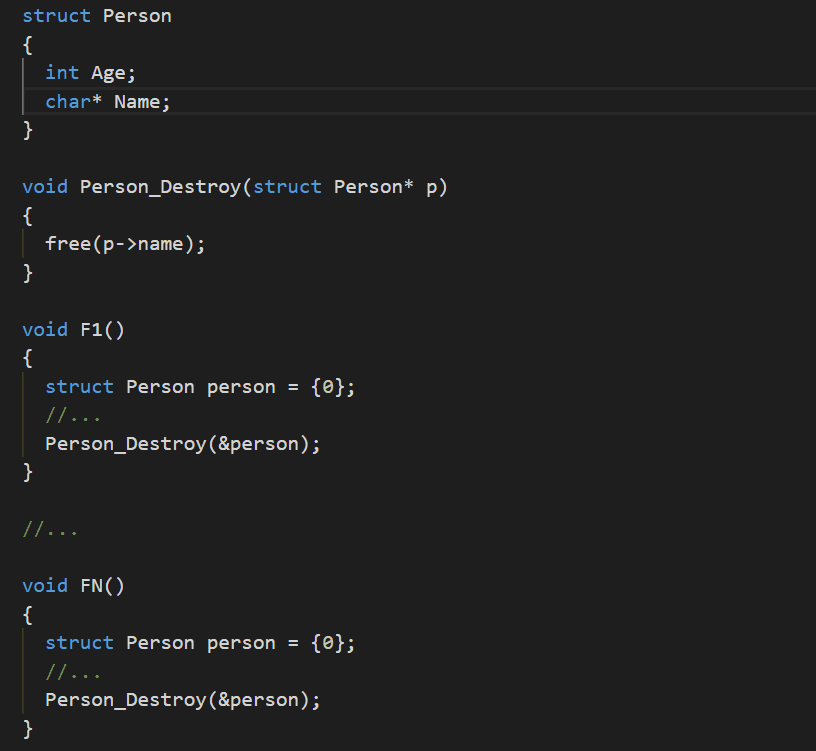 struct Person
{
int Age;
char* Name;
}
void Person_Destroy(struct Person* p)
{
free(p->name);
}
void F1()
{
struct Person person = {0};
//...
Person_Destroy(&person);
}
//...
void FN()
{
struct Person person = {0};
//...
Person_Destroy(&person);
}